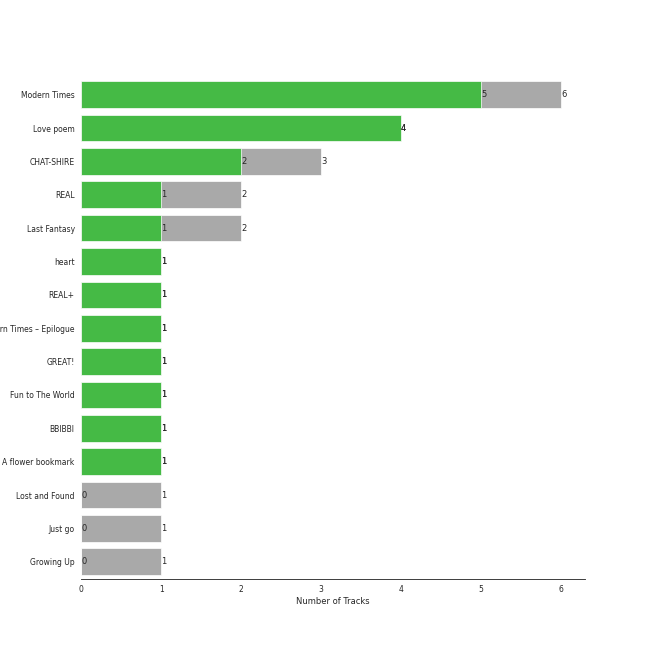 Modern Times 5 6
Love poem 4
CHAT-SHIRE 2 3
REAL 1 2
Last Fantasy 1 2
heart 1
REAL+ 1
rn Times – Epilogue 1
GREAT! 1
Fun to The World 1
BBIBBI 1
A flower bookmark 1
Lost and Found 0 1
Just go 0 1
Growing Up 0 1
0 1 2 3 4 5 6
Number of Tracks